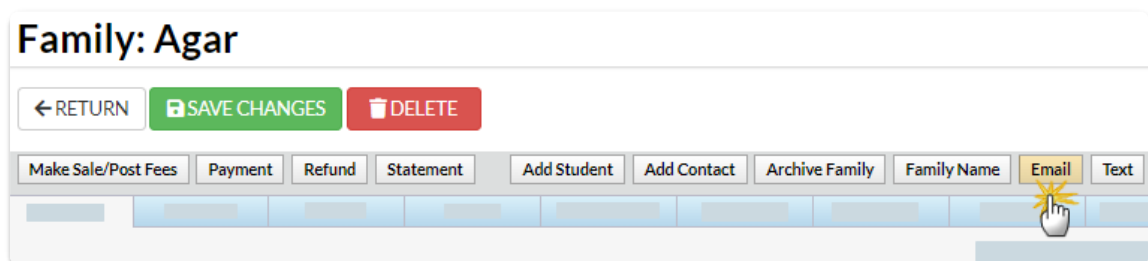 Family: Agar
RETURN SAVE CHANGES DELETE
Make Sale/Post Fees Payment Refund Statement Add Student Add Contact Archive Family Family Name Email Text